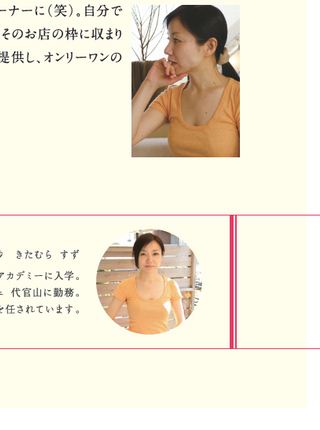 ーナーに（笑）。自分で
そのお店の枠に収まり
提供し、オンリーワンの
きたむら すず
アカデミーに入学。
代官山に勤務。
を任されています。